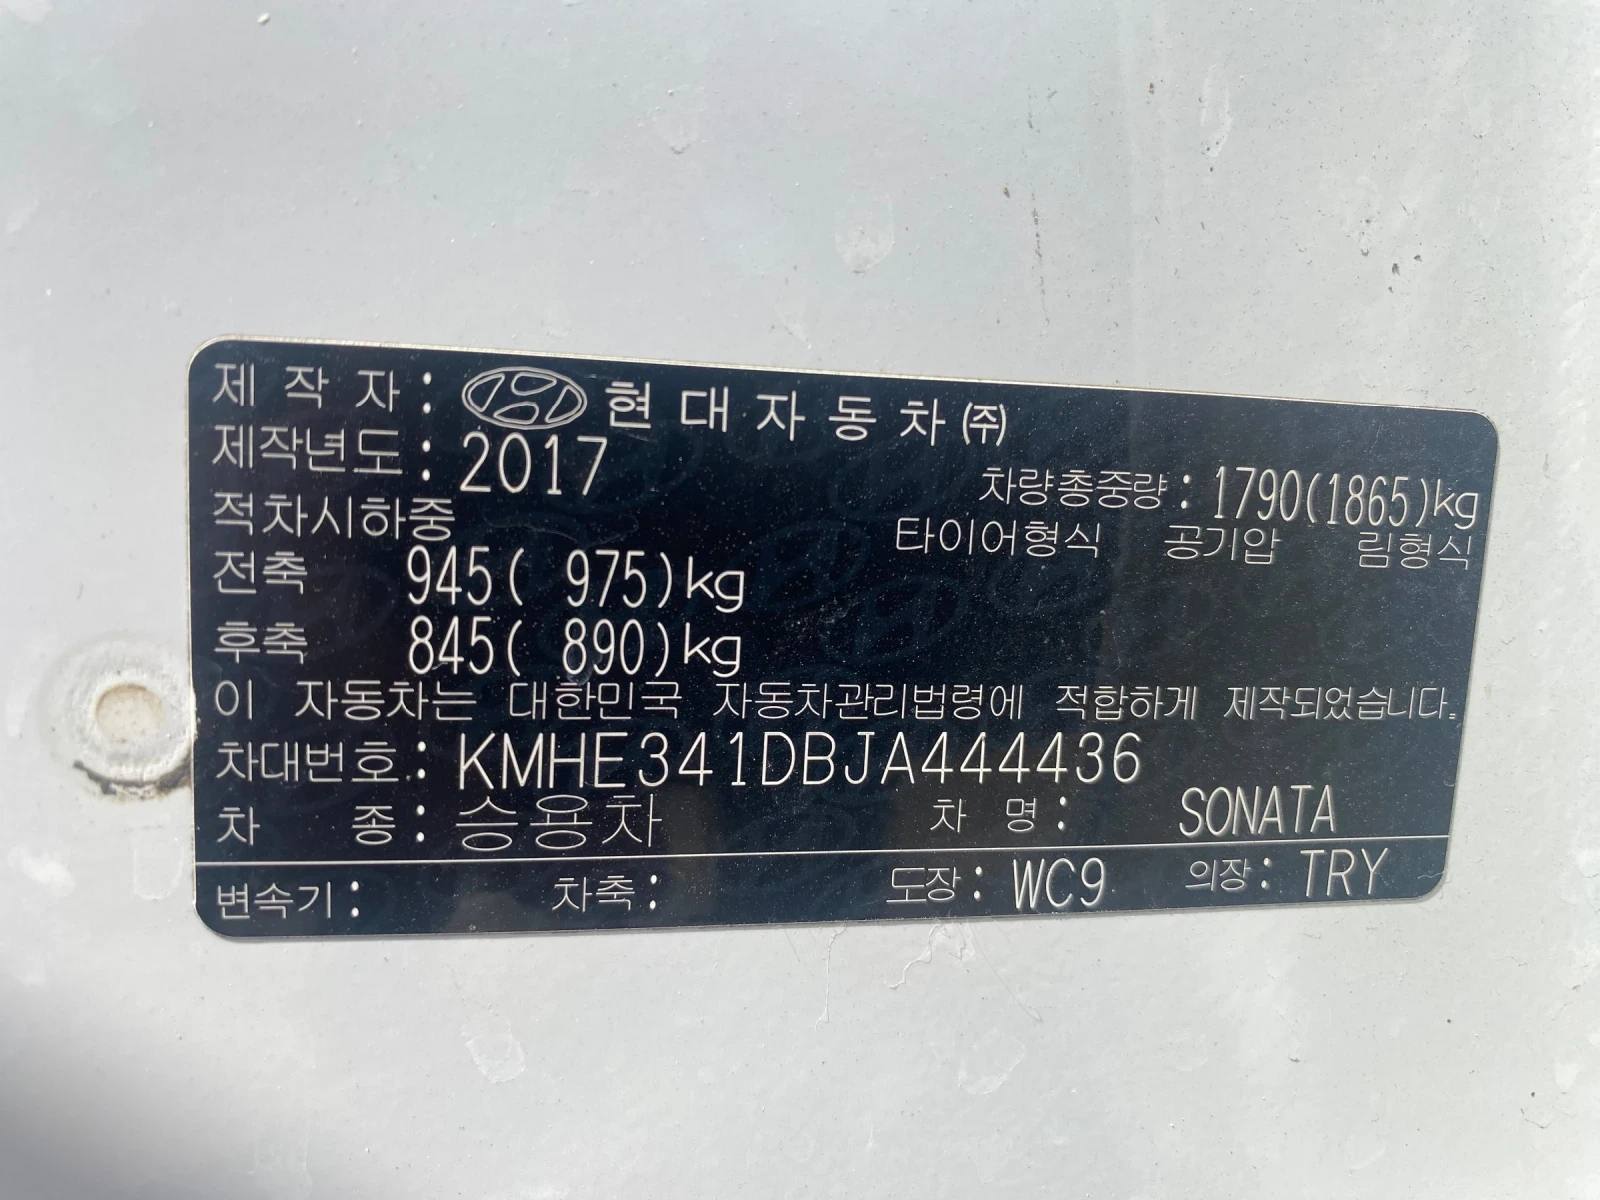 제 작 자 : 현 대 자 동 차 ㈜
제작년도 : 2017
차량총중량 : 1790(1865)kg
적차시하중
타이어형식 공기압 림형식
전축 945( 975)kg
후축 845( 890)kg
이 자동차는 대한민국 자동차관리법령에 적합하게 제작되었습니다.
차대번호 : KMHE341DBJA444436
차 종 : 승용차 차 명 : SONATA
변속기 : 차축 : 도장 : WC9 의장 : TRY